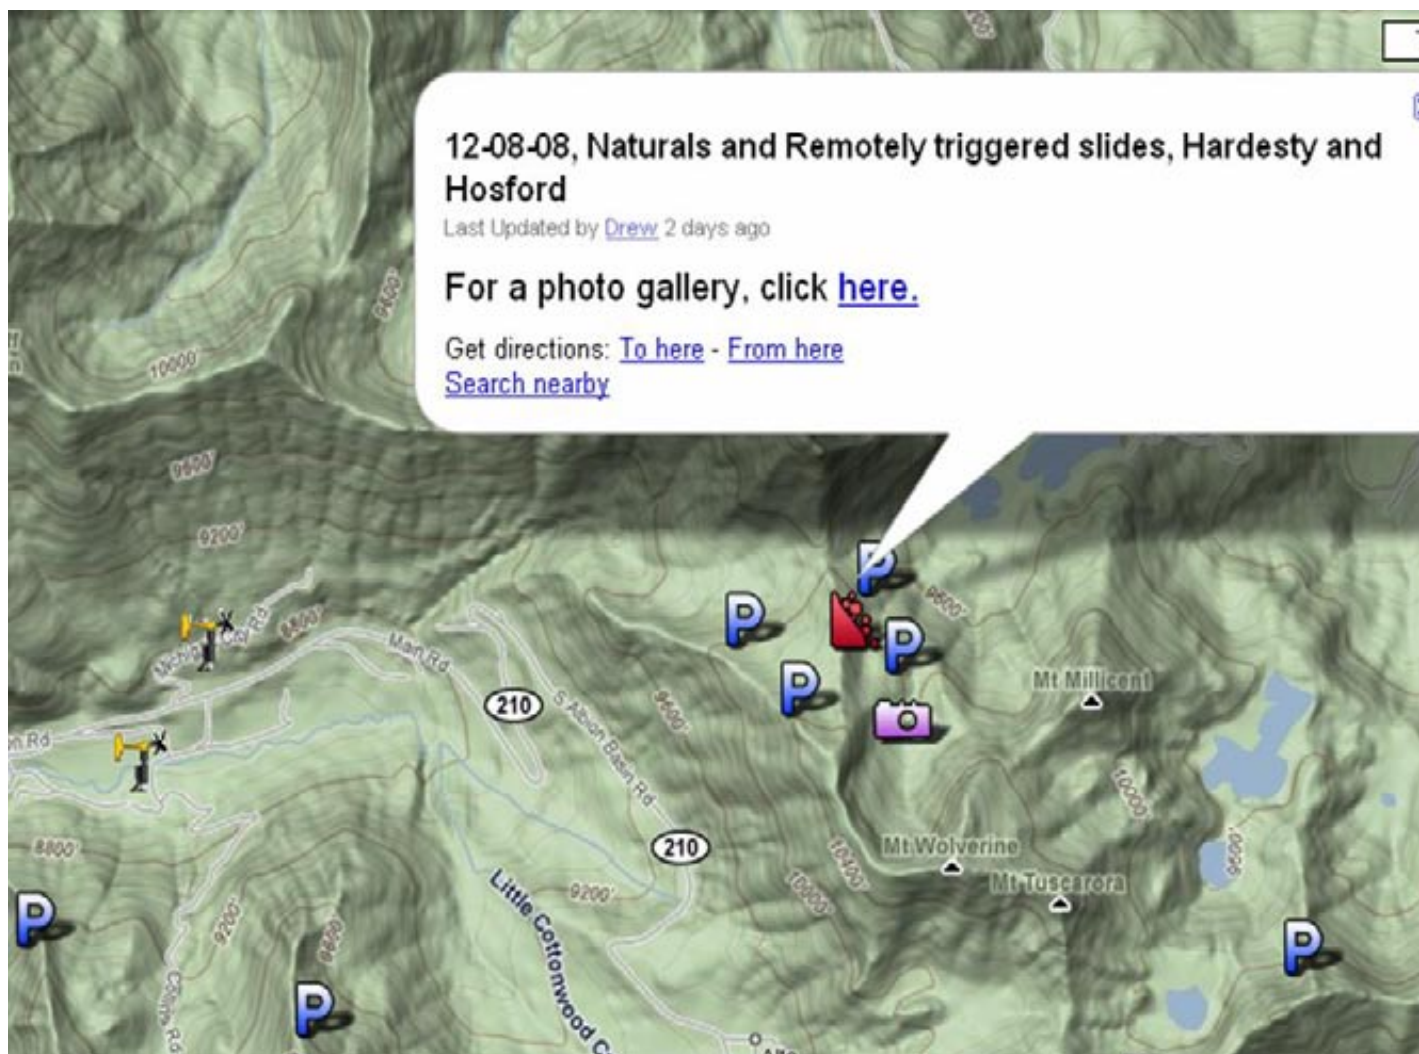 12-08-08, Naturals and Remotely triggered slides, Hardesty and
Hosford
Last Updated by Drew 2 days ago
For a photo gallery, click here.
Get directions: To here - From here
Search nearby
9600'
10000'
9600'
9200'
8800'
Main Rd
210
S Albion Basin Rd
9600'
P
P
P
P
9600'
Mt Millicent
10000'
210
8800'
9200'
9600'
9200'
Little Cottonwood C
10400'
10000'
Mt Wolverine
Mt Tuscarora
9600'
P
P
P